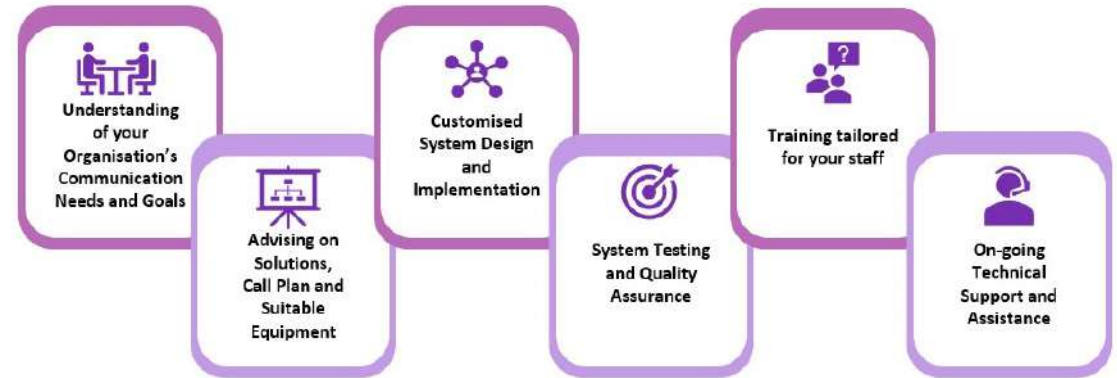 Understanding
of your
Organisation's
Communication
Needs and Goals
Advising on
Solutions,
Call Plan and
Suitable
Equipment
Customised
System Design
and
Implementation
System Testing
and Quality
Assurance
?
Training tailored
for your staff
On-going
Technical
Support and
Assistance